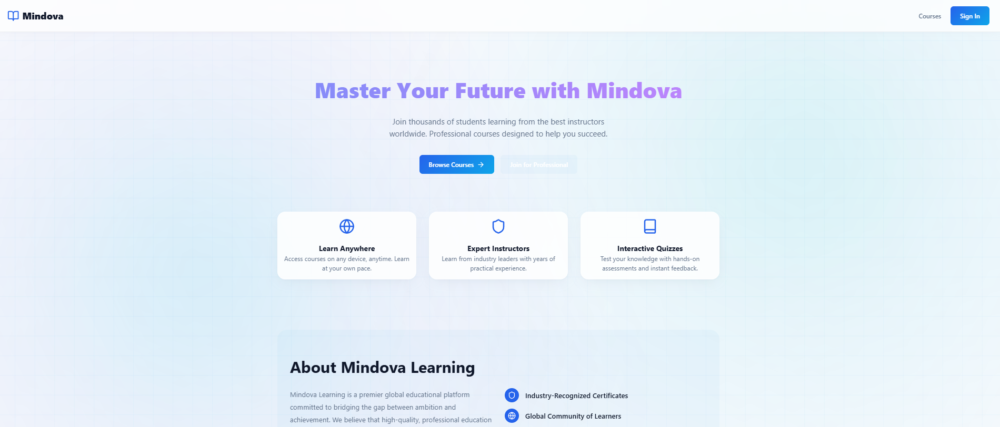 Mindova
Courses
Sign In
Master Your Future with Mindova
Join thousands of students learning from the best instructors
worldwide. Professional courses designed to help you succeed.
Browse Courses
Join for Professional
Learn Anywhere
Access courses on any device, anytime. Learn
at your own pace.
Expert Instructors
Learn from industry leaders with years of
practical experience.
Interactive Quizzes
Test your knowledge with hands-on
assessments and instant feedback.
About Mindova Learning
Mindova Learning is a premier global educational platform
committed to bridging the gap between ambition and
achievement. We believe that high-quality, professional education
Industry-Recognized Certificates
Global Community of Learners